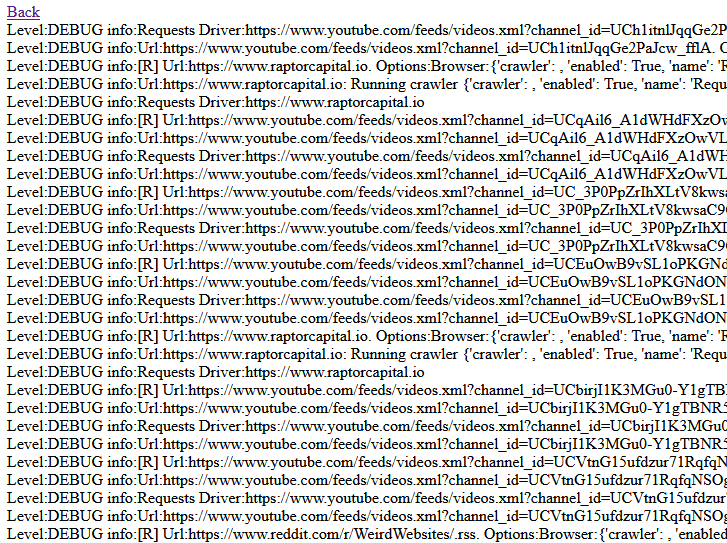 Back
Level:DEBUG info:Requests Driver:https://www.youtube.com/feeds/videos.xml?channel_id=UCh1itnlJqqGe2P
Level:DEBUG info:Url:https://www.youtube.com/feeds/videos.xml?channel_id=UCh1itnlJqqGe2PaJcw_fflA. C
Level:DEBUG info:[R] Url:https://www.raptorcapital.io. Options:Browser:{'crawler': , 'enabled': True, 'name': 'R
Level:DEBUG info:Url:https://www.raptorcapital.io: Running crawler {'crawler': , 'enabled': True, 'name': 'Requ
Level:DEBUG info:Requests Driver:https://www.raptorcapital.io
Level:DEBUG info:[R] Url:https://www.youtube.com/feeds/videos.xml?channel_id=UCqAil6_A1dWHdFXzOw
Level:DEBUG info:Url:https://www.youtube.com/feeds/videos.xml?channel_id=UCqAil6_A1dWHdFXzOwVL
Level:DEBUG info:Requests Driver:https://www.youtube.com/feeds/videos.xml?channel_id=UCqAil6_A1dWH
Level:DEBUG info:Url:https://www.youtube.com/feeds/videos.xml?channel_id=UCqAil6_A1dWHdFXzOwVL
Level:DEBUG info:[R] Url:https://www.youtube.com/feeds/videos.xml?channel_id=UC_3P0PpZrIhXLtV8kwsa
Level:DEBUG info:Url:https://www.youtube.com/feeds/videos.xml?channel_id=UC_3P0PpZrIhXLtV8kwsaC9
Level:DEBUG info:Requests Driver:https://www.youtube.com/feeds/videos.xml?channel_id=UC_3P0PpZrIhXL
Level:DEBUG info:Url:https://www.youtube.com/feeds/videos.xml?channel_id=UC_3P0PpZrIhXLtV8kwsaC9
Level:DEBUG info:[R] Url:https://www.youtube.com/feeds/videos.xml?channel_id=UCEuOwB9vSL1oPKGNd
Level:DEBUG info:Url:https://www.youtube.com/feeds/videos.xml?channel_id=UCEuOwB9vSL1oPKGNdON
Level:DEBUG info:Requests Driver:https://www.youtube.com/feeds/videos.xml?channel_id=UCEuOwB9vSL1
Level:DEBUG info:Url:https://www.youtube.com/feeds/videos.xml?channel_id=UCEuOwB9vSL1oPKGNdON
Level:DEBUG info:[R] Url:https://www.raptorcapital.io. Options:Browser:{'crawler': , 'enabled': True, 'name': 'R
Level:DEBUG info:Url:https://www.raptorcapital.io: Running crawler {'crawler': , 'enabled': True, 'name': 'Requ
Level:DEBUG info:Requests Driver:https://www.raptorcapital.io
Level:DEBUG info:[R] Url:https://www.youtube.com/feeds/videos.xml?channel_id=UCbirjI1K3MGu0-Y1gTB
Level:DEBUG info:Url:https://www.youtube.com/feeds/videos.xml?channel_id=UCbirjI1K3MGu0-Y1gTBNR5
Level:DEBUG info:Requests Driver:https://www.youtube.com/feeds/videos.xml?channel_id=UCbirjI1K3MGu0
Level:DEBUG info:Url:https://www.youtube.com/feeds/videos.xml?channel_id=UCbirjI1K3MGu0-Y1gTBNR5
Level:DEBUG info:[R] Url:https://www.youtube.com/feeds/videos.xml?channel_id=UCVtnG15ufdzur71RqfqN
Level:DEBUG info:Url:https://www.youtube.com/feeds/videos.xml?channel_id=UCVtnG15ufdzur71RqfqNSOg
Level:DEBUG info:Requests Driver:https://www.youtube.com/feeds/videos.xml?channel_id=UCVtnG15ufdzur7
Level:DEBUG info:Url:https://www.youtube.com/feeds/videos.xml?channel_id=UCVtnG15ufdzur71RqfqNSOg
Level:DEBUG info:[R] Url:https://www.reddit.com/r/WeirdWebsites/.rss. Options:Browser:{'crawler': , 'enabled